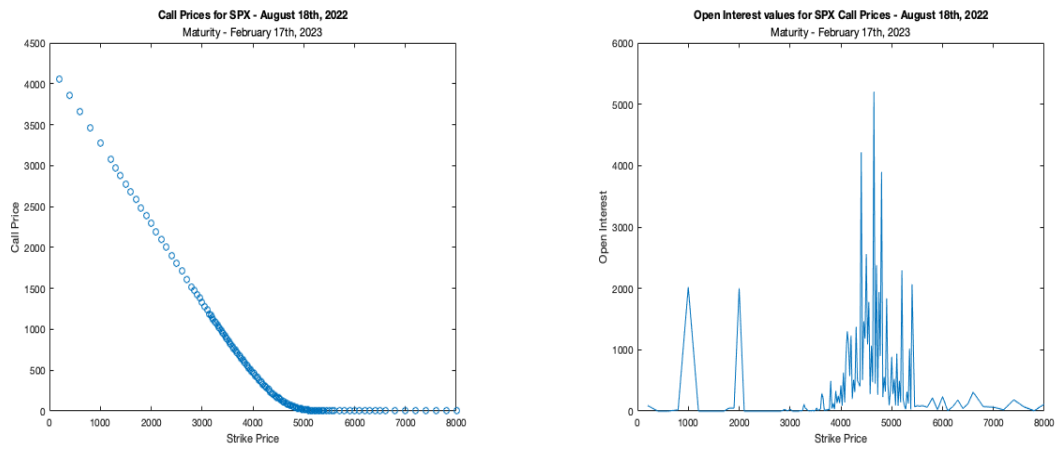 Call Prices for SPX - August 18th, 2022
Maturity - February 17th, 2023
4500
4000
3500
3000
2500
2000
1500
1000
500
0
Call Price
0 1000 2000 3000 4000 5000 6000 7000 8000
Strike Price
Open Interest values for SPX Call Prices - August 18th, 2022
Maturity - February 17th, 2023
6000
5000
4000
3000
2000
1000
0
Open Interest
0 1000 2000 3000 4000 5000 6000 7000 8000
Strike Price